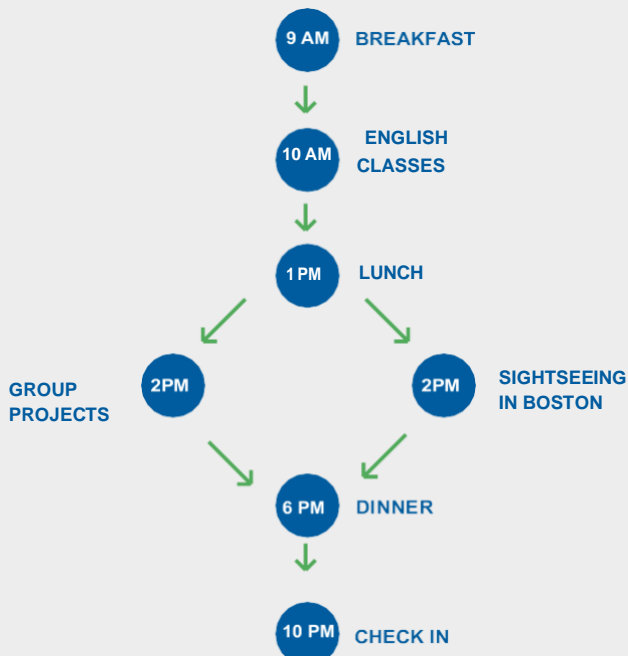 9 AM BREAKFAST
10 AM ENGLISH
CLASSES
1 PM LUNCH
GROUP
PROJECTS
2PM
2PM
SIGHTSEEING
IN BOSTON
6 PM DINNER
10 PM CHECK IN